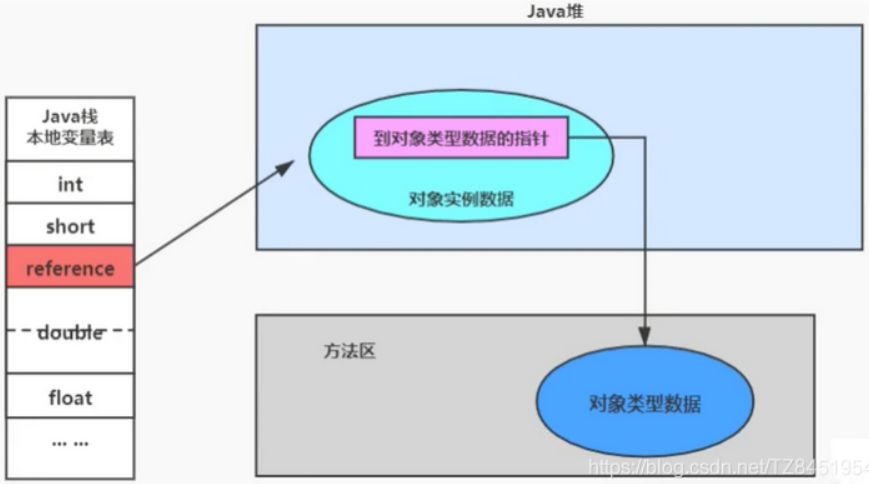 Java堆
Java栈
本地变量表
int
short
reference
double
float
... ...
到对象类型数据的指针
对象实例数据
方法区
对象类型数据
https://blog.csdn.net/TZ8451954